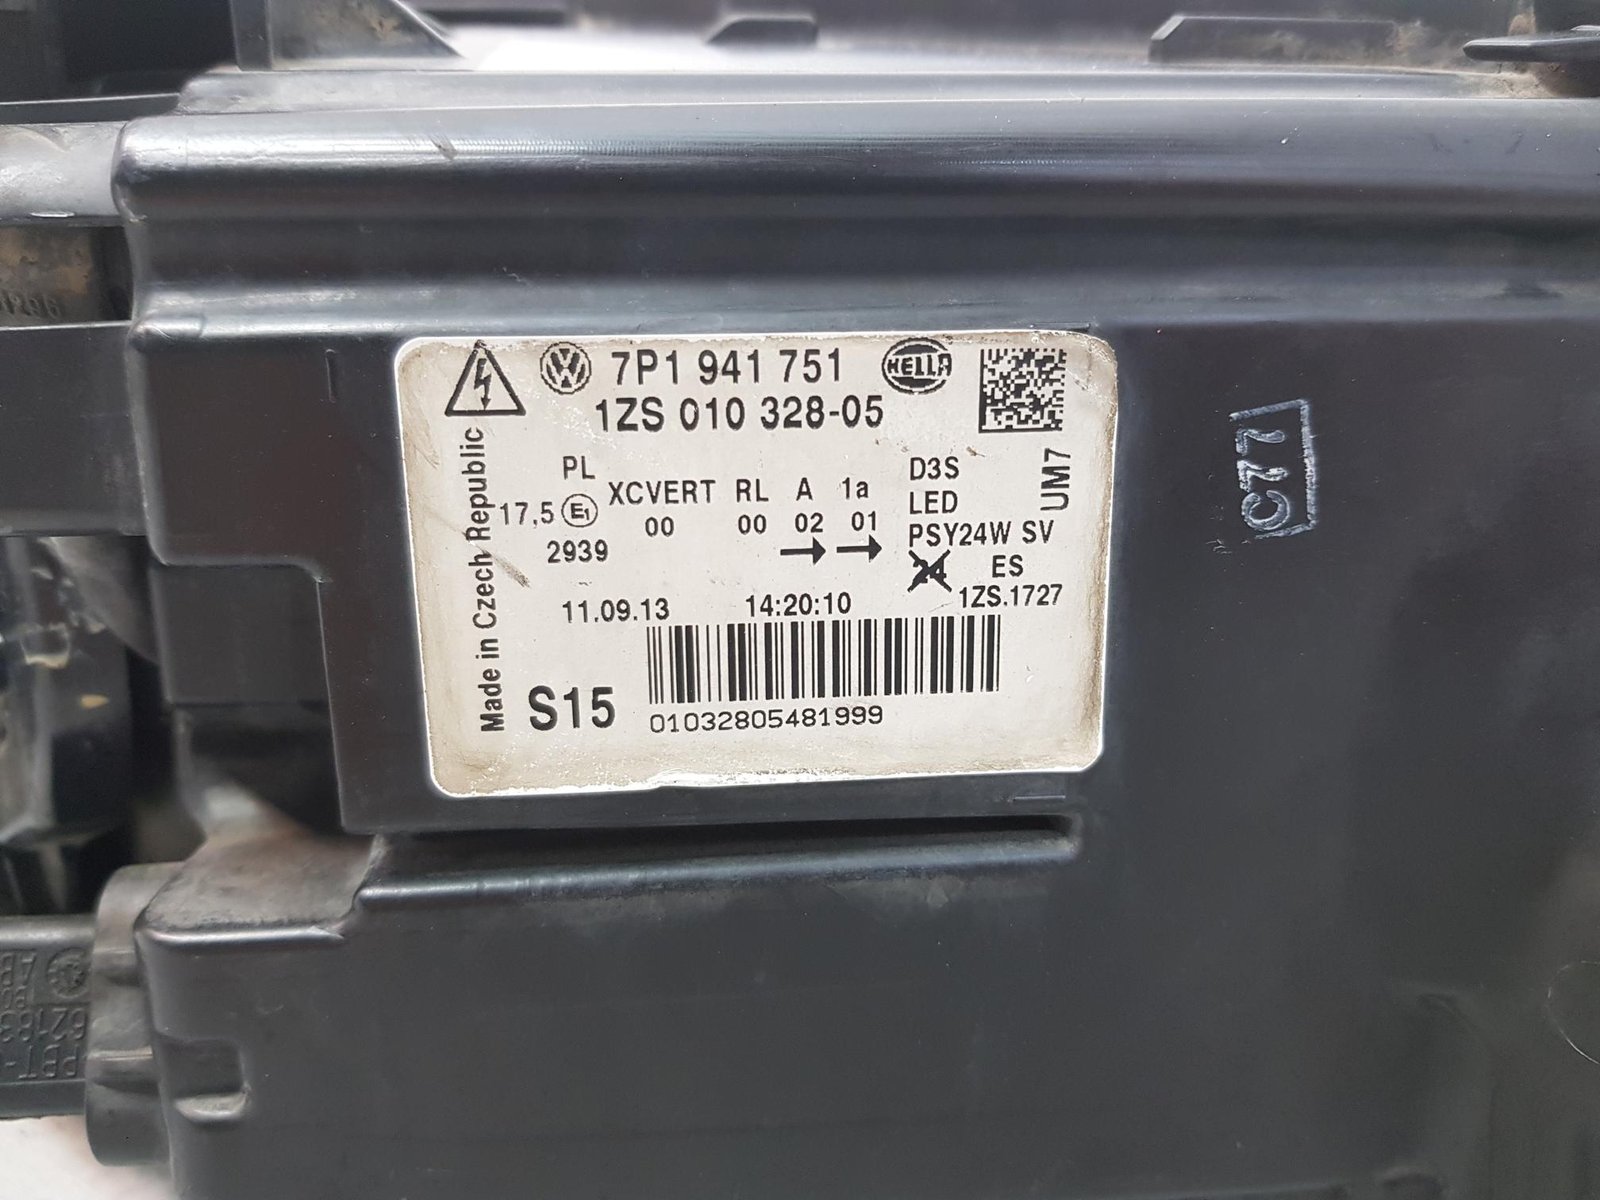 7P1 941 751
HELLA
1ZS 010 328-05
Made in Czech Republic
PL
17,5 E1
2939
XCVERT RL A 1a
00 00 02 01
D3S
LED
PSY24W SV
24 ES
1ZS.1727
UM7
11.09.13 14:20:10
S15
01032805481999
1296